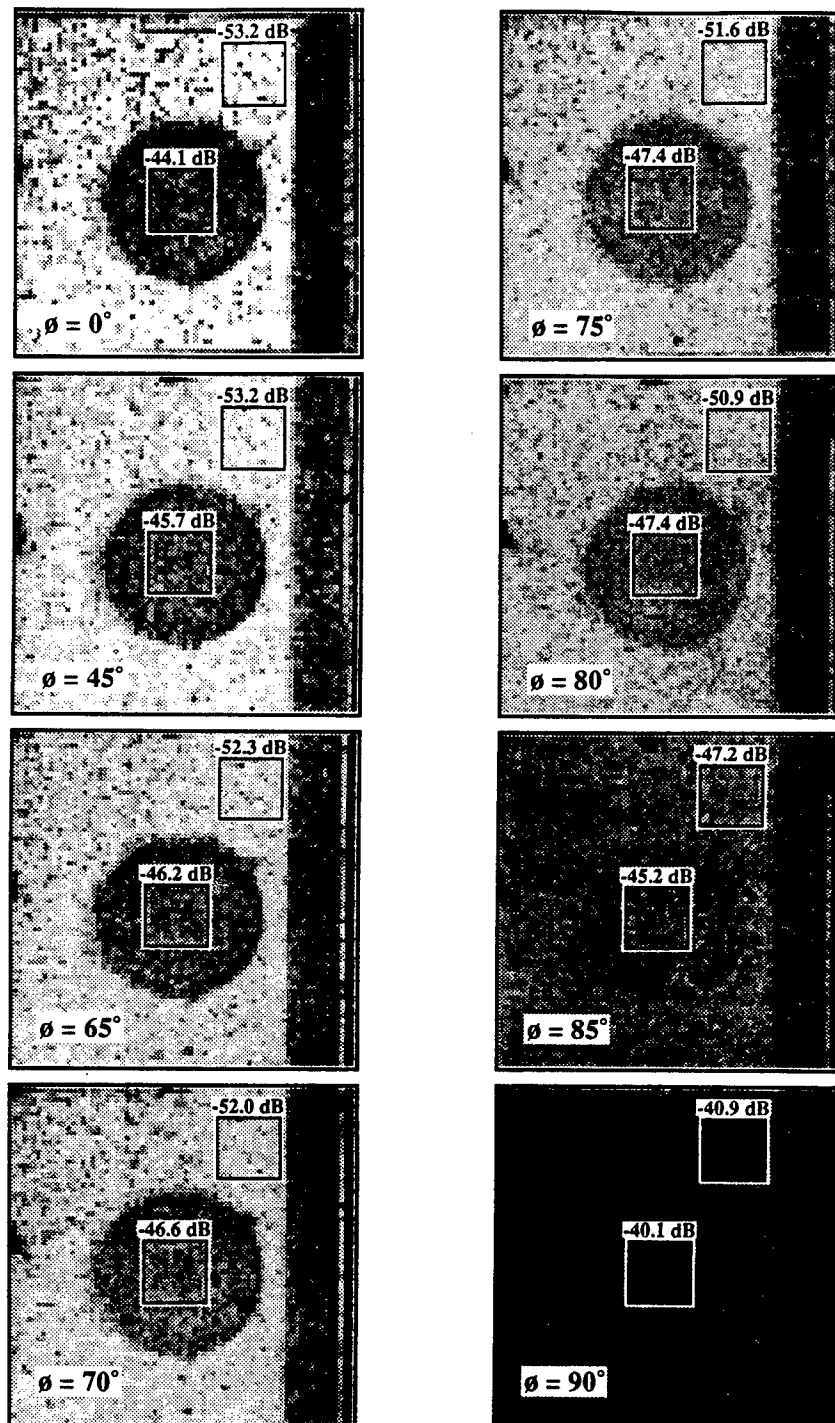 -53.2 dB
-44.1 dB
ø = 0°
-53.2 dB
-45.7 dB
ø = 45°
-52.3 dB
-46.2 dB
ø = 65°
-52.0 dB
-46.6 dB
ø = 70°
-51.6 dB
-47.4 dB
ø = 75°
-50.9 dB
-47.4 dB
ø = 80°
-47.2 dB
-45.2 dB
ø = 85°
-40.9 dB
-40.1 dB
ø = 90°